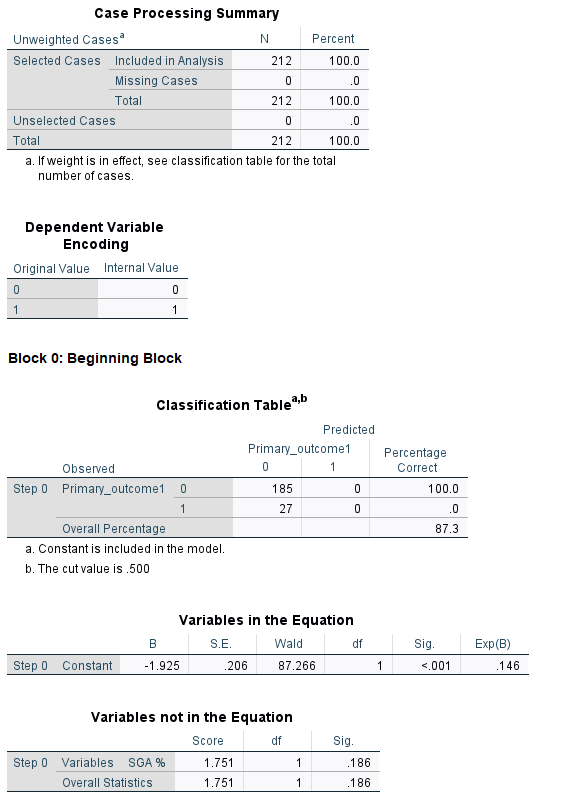 Case Processing Summary
Unweighted Cases^a N Percent
Selected Cases Included in Analysis 212 100.0
Missing Cases 0 .0
Total 212 100.0
Unselected Cases 0 .0
Total 212 100.0
a. If weight is in effect, see classification table for the total
number of cases.
Dependent Variable
Encoding
Original Value Internal Value
0 0
1 1
Block 0: Beginning Block
Classification Table^a,b
Predicted
Primary_outcome1 Percentage
Observed 0 1 Correct
Step 0 Primary_outcome1 0 185 0 100.0
1 27 0 .0
Overall Percentage 87.3
a. Constant is included in the model.
b. The cut value is .500
Variables in the Equation
B S.E. Wald df Sig. Exp(B)
Step 0 Constant -1.925 .206 87.266 1 <.001 .146
Variables not in the Equation
Score df Sig.
Step 0 Variables SGA % 1.751 1 .186
Overall Statistics 1.751 1 .186